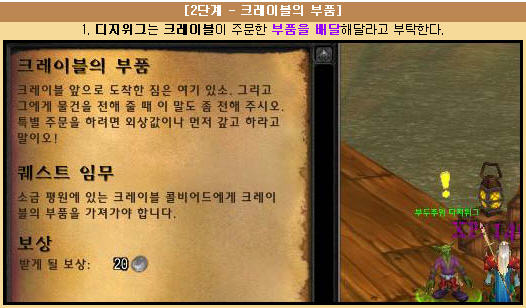 [2단계 - 크레이블의 부품]
1. 디지위그는 크레이블이 주문한 부품을 배달해달라고 부탁한다.
크레이블의 부품
크레이블 앞으로 도착한 짐은 여기 있소. 그리고
그에게 물건을 전해 줄 때 이 말도 좀 전해 주시오.
특별 주문을 하려면 외상값이나 먼저 갚고 하라고
말이오!
퀘스트 임무
소금 평원에 있는 크레이블 콜비어드에게 크레이
블의 부품을 가져가야 합니다.
보상
받게 될 보상: 20
부두주임 디지위그